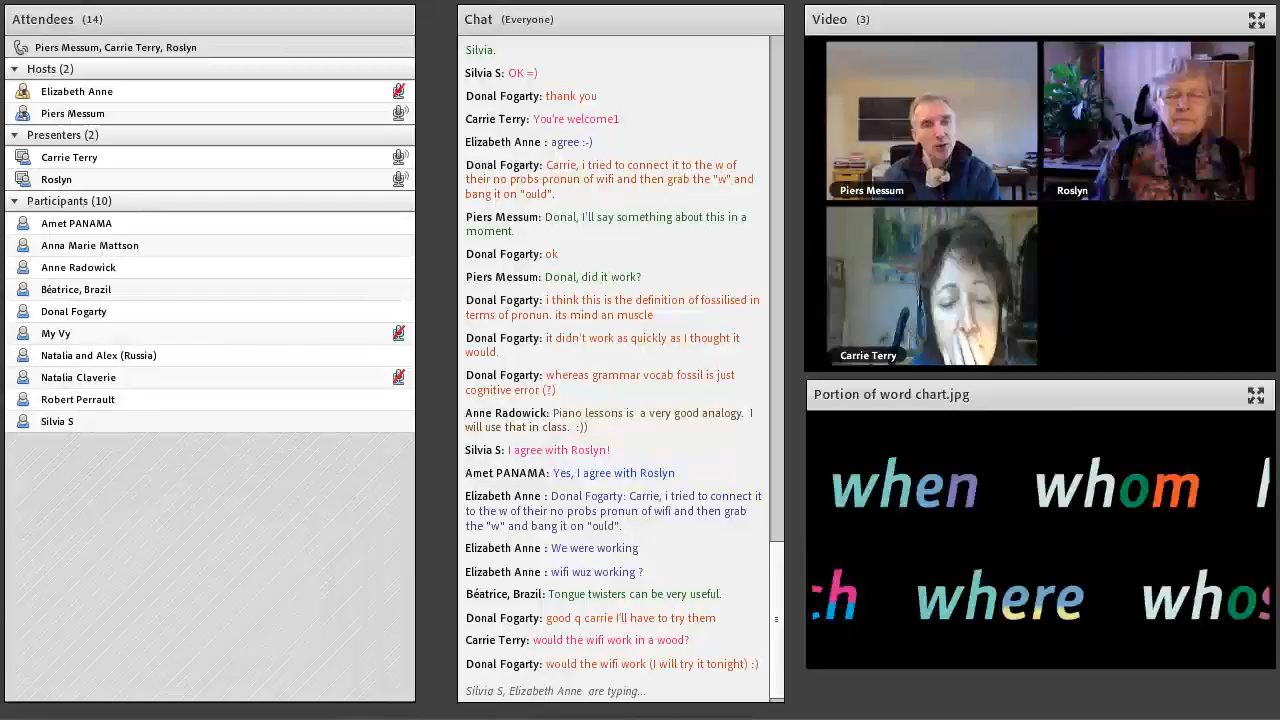 Attendees (14)
Piers Messum, Carrie Terry, Roslyn
Hosts (2)
Elizabeth Anne
Piers Messum
Presenters (2)
Carrie Terry
Roslyn
Participants (10)
Amet PANAMA
Anna Marie Mattson
Anne Radowick
Béatrice, Brazil
Donal Fogarty
My Vy
Natalia and Alex (Russia)
Natalia Claverie
Robert Perrault
Silvia S
Chat (Everyone)
Silvia.
Silvia S: OK =)
Donal Fogarty: thank you
Carrie Terry: You're welcome1
Elizabeth Anne : agree :-)
Donal Fogarty: Carrie, i tried to connect it to the w of
their no probs pronun of wifi and then grab the "w" and
bang it on "ould".
Piers Messum: Donal, I'll say something about this in a
moment.
Donal Fogarty: ok
Piers Messum: Donal, did it work?
Donal Fogarty: i think this is the definition of fossilised in
terms of pronun. its mind an muscle
Donal Fogarty: it didn't work as quickly as I thought it
would.
Donal Fogarty: whereas grammar vocab fossil is just
cognitive error (?)
Anne Radowick: Piano lessons is a very good analogy. I
will use that in class. :))
Silvia S: I agree with Roslyn!
Amet PANAMA: Yes, I agree with Roslyn
Elizabeth Anne : Donal Fogarty: Carrie, i tried to connect it
to the w of their no probs pronun of wifi and then grab
the "w" and bang it on "ould".
Elizabeth Anne : We were working
Elizabeth Anne : wifi wuz working ?
Béatrice, Brazil: Tongue twisters can be very useful.
Donal Fogarty: good q carrie I'll have to try them
Carrie Terry: would the wifi work in a wood?
Donal Fogarty: would the wifi work (I will try it tonight) :)
Silvia S, Elizabeth Anne are typing...
Video (3)
Piers Messum
Roslyn
Carrie Terry
Portion of word chart.jpg
when whom
ch where whos